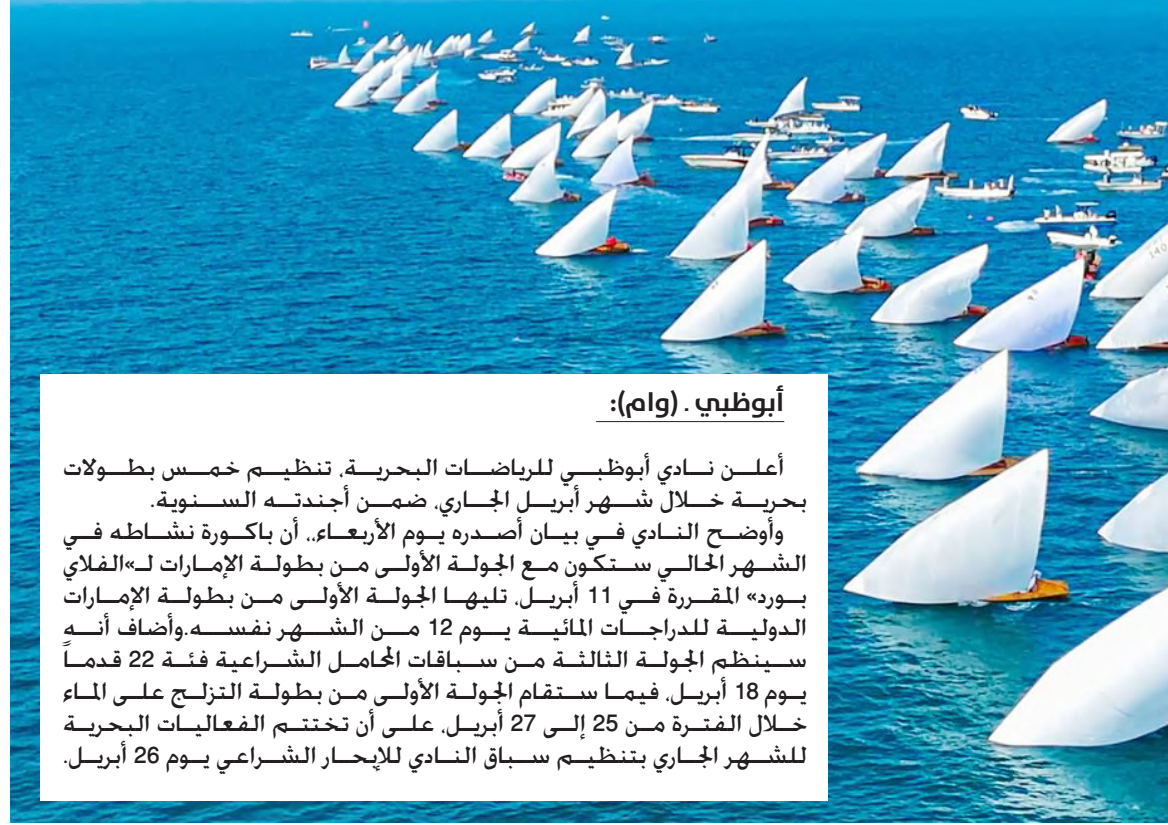 أبوظبي . (وام):
أعلن نادي أبوظبي للرياضات البحرية، تنظيم خمس بطولات
بحرية خلال شهر أبريل الجاري، ضمن أجندته السنوية.
وأوضح النادي في بيان أصدره يوم الأربعاء،، أن باكورة نشاطه في
الشهر الحالي ستكون مع الجولة الأولى من بطولة الإمارات لـ»الفلاي
بورد» المقررة في 11 أبريل، تليها الجولة الأولى من بطولة الإمارات
الدولية للدراجات المائية يوم 12 من الشهر نفسه.وأضاف أنه
سينظم الجولة الثالثة من سباقات المحامل الشراعية فئة 22 قدماً
يوم 18 أبريل، فيما ستقام الجولة الأولى من بطولة التزلج على الماء
خلال الفترة من 25 إلى 27 أبريل، على أن تختتم الفعاليات البحرية
للشهر الجاري بتنظيم سباق النادي للإبحار الشراعي يوم 26 أبريل.